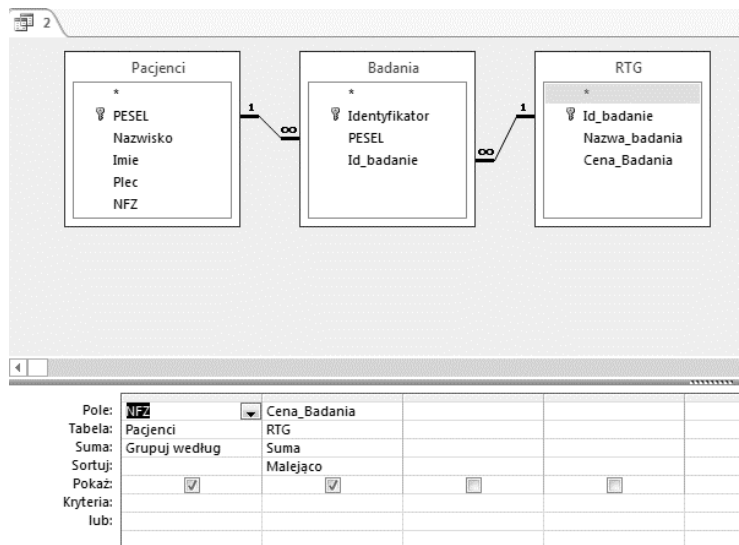 2
Pacjenci
*
PESEL
Nazwisko
Imie
Plec
NFZ
1
∞
Badania
*
Identyfikator
PESEL
Id_badanie
∞
1
RTG
*
Id_badanie
Nazwa_badania
Cena_Badania
Pole: NFZ Cena_Badania
Tabela: Pacjenci RTG
Suma: Grupuj według Suma
Sortuj: Malejąco
Pokaż:
Kryteria:
lub: